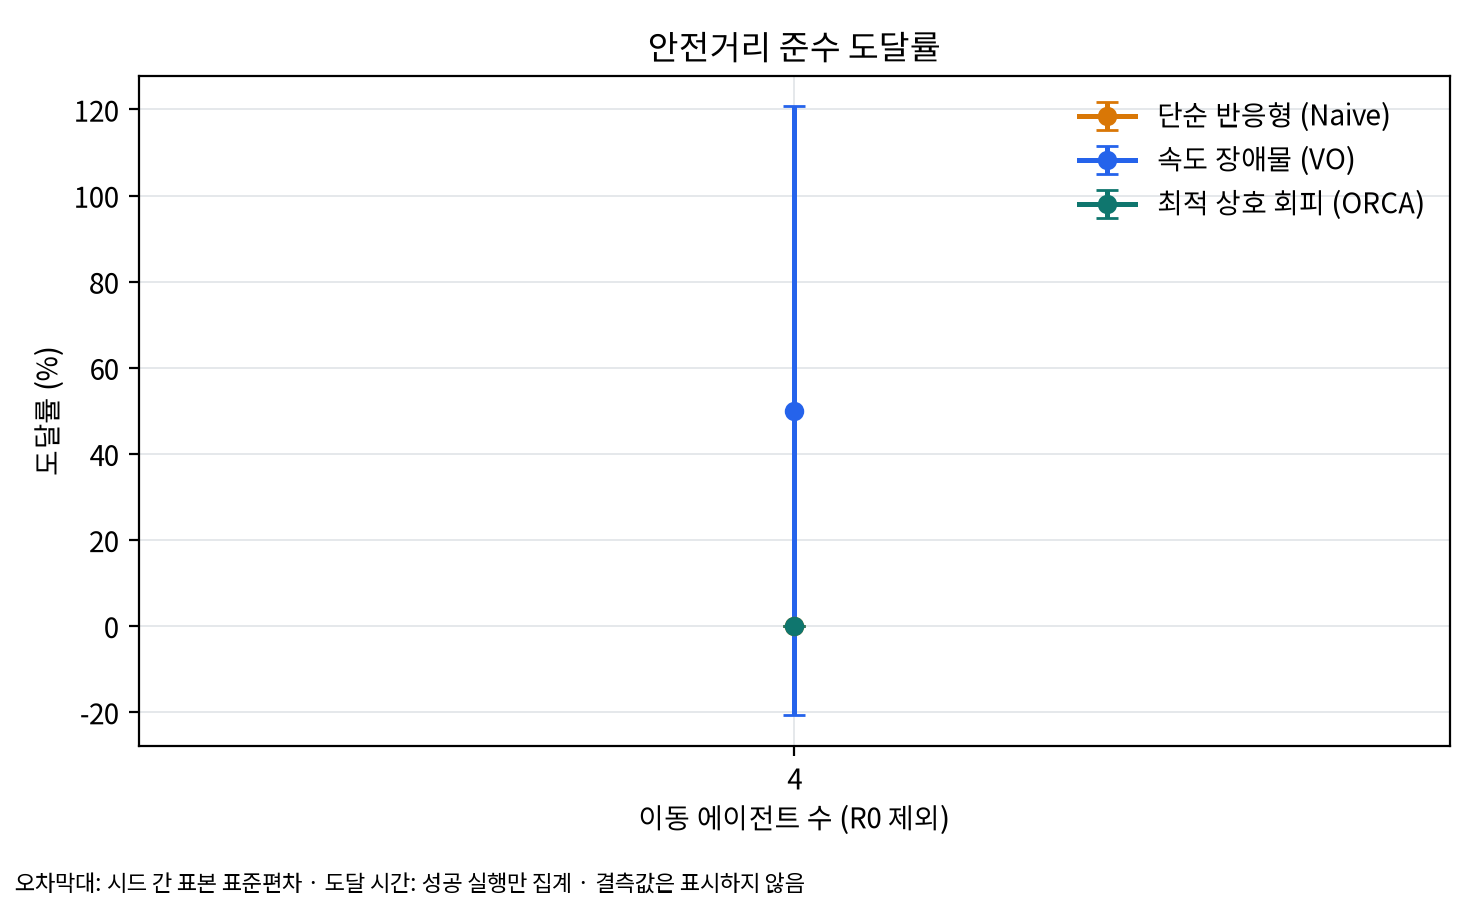 안전거리 준수 도달률
120
100
80
60
40
20
0
-20
도달률 (%)
단순 반응형 (Naive)
속도 장애물 (VO)
최적 상호 회피 (ORCA)
4
이동 에이전트 수 (R0 제외)
오차막대: 시드 간 표본 표준편차 · 도달 시간: 성공 실행만 집계 · 결측값은 표시하지 않음